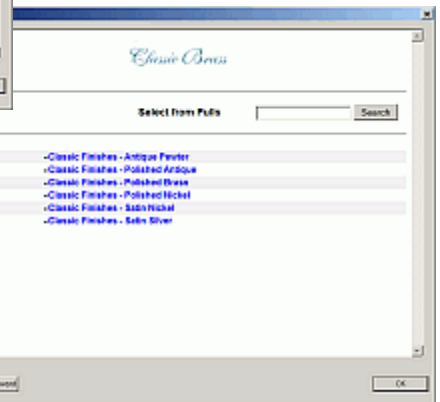 Classic Brass
Select from Pulls
Search
-Classic Finishes - Antique Pewter
-Classic Finishes - Polished Antique
-Classic Finishes - Polished Brass
-Classic Finishes - Polished Nickel
-Classic Finishes - Satin Nickel
-Classic Finishes - Satin Silver
OK